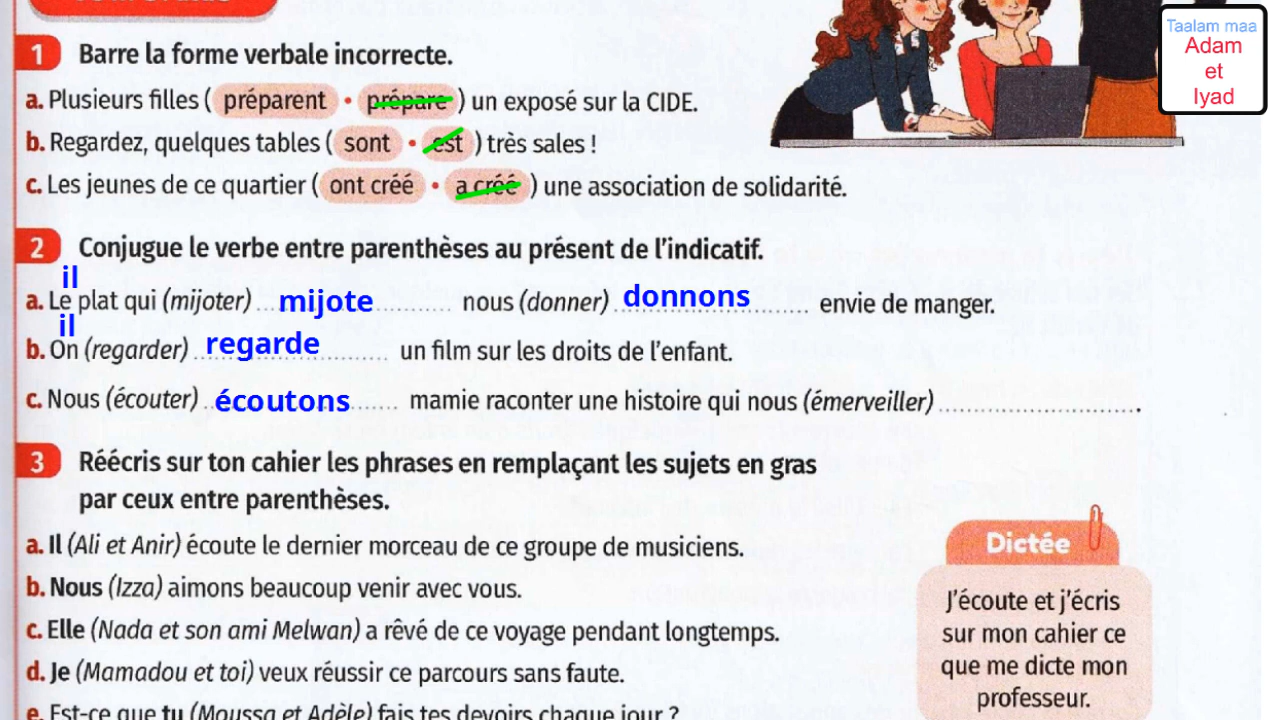 Taalam maa
Adam
et
Iyad
1 Barre la forme verbale incorrecte.
a. Plusieurs filles ( préparent • prépare ) un exposé sur la CIDE.
b. Regardez, quelques tables ( sont • est ) très sales !
c. Les jeunes de ce quartier ( ont créé • a créé ) une association de solidarité.
2 Conjugue le verbe entre parenthèses au présent de l'indicatif.
il
a. Le plat qui (mijoter) mijote nous (donner) donnons envie de manger.
il
b. On (regarder) regarde un film sur les droits de l'enfant.
c. Nous (écouter) écoutons mamie raconter une histoire qui nous (émerveiller) .
3 Réécris sur ton cahier les phrases en remplaçant les sujets en gras
par ceux entre parenthèses.
a. Il (Ali et Anir) écoute le dernier morceau de ce groupe de musiciens.
b. Nous (Izza) aimons beaucoup venir avec vous.
c. Elle (Nada et son ami Melwan) a rêvé de ce voyage pendant longtemps.
d. Je (Mamadou et toi) veux réussir ce parcours sans faute.
e. Est-ce que tu (Moussa et Adèle) fais tes devoirs chaque jour ?
Dictée
J'écoute et j'écris
sur mon cahier ce
que me dicte mon
professeur.